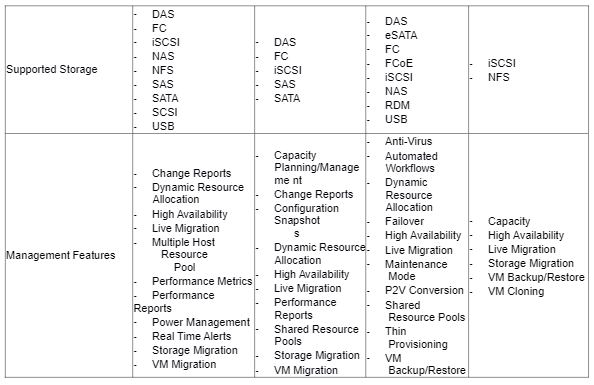 Supported Storage
- DAS
- FC
- iSCSI
- NAS
- NFS
- SAS
- SATA
- SCSI
- USB
- DAS
- FC
- iSCSI
- SAS
- SATA
- DAS
- eSATA
- FC
- FCoE
- iSCSI
- NAS
- RDM
- USB
- iSCSI
- NFS
Management Features
- Change Reports
- Dynamic Resource
Allocation
- High Availability
- Live Migration
- Multiple Host
Resource
Pool
- Performance Metrics
- Performance
Reports
- Power Management
- Real Time Alerts
- Storage Migration
- VM Migration
- Capacity
Planning/Manage
me nt
- Change Reports
- Configuration
Snapshot
s
- Dynamic Resource
Allocation
- High Availability
- Live Migration
- Performance
Reports
- Shared Resource
Pools
- Storage Migration
- VM Migration
- Anti-Virus
- Automated
Workflows
- Dynamic
Resource
Allocation
- Failover
- High Availability
- Live Migration
- Maintenance
Mode
- P2V Conversion
- Shared
Resource Pools
- Thin
Provisioning
- VM
Backup/Restore
- Capacity
- High Availability
- Live Migration
- Storage Migration
- VM Backup/Restore
- VM Cloning